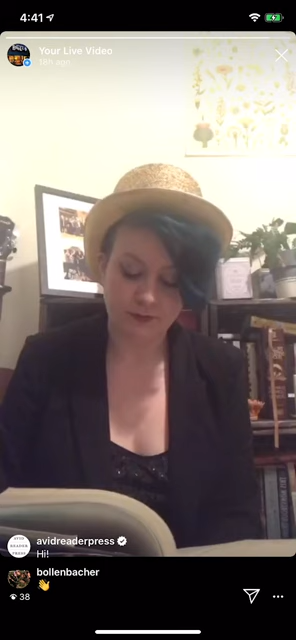 4:41
Your Live Video
16h ago
avidreaderpress
Hi!
bollenbacher
👋
38